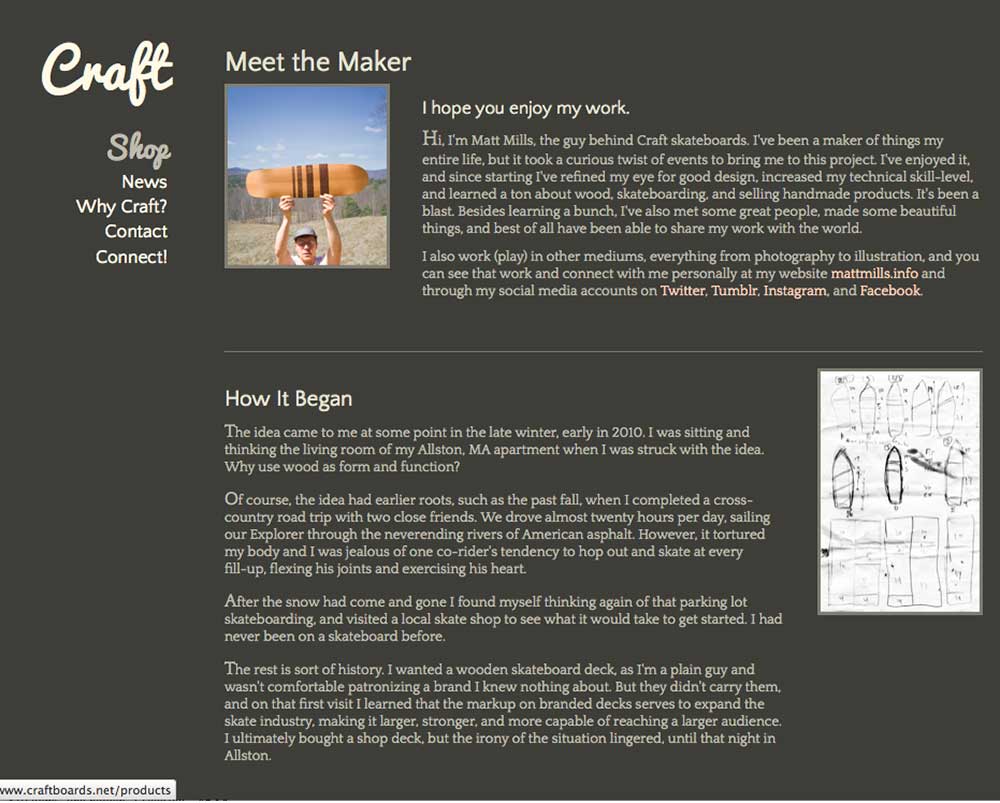 Craft
Shop
News
Why Craft?
Contact
Connect!
Meet the Maker
I hope you enjoy my work.
Hi, I'm Matt Mills, the guy behind Craft skateboards. I've been a maker of things my
entire life, but it took a curious twist of events to bring me to this project. I've enjoyed it,
and since starting I've refined my eye for good design, increased my technical skill-level,
and learned a ton about wood, skateboarding, and selling handmade products. It's been a
blast. Besides learning a bunch, I've also met some great people, made some beautiful
things, and best of all have been able to share my work with the world.
I also work (play) in other mediums, everything from photography to illustration, and you
can see that work and connect with me personally at my website mattmills.info and
through my social media accounts on Twitter, Tumblr, Instagram, and Facebook.
How It Began
The idea came to me at some point in the late winter, early in 2010. I was sitting and
thinking the living room of my Allston, MA apartment when I was struck with the idea.
Why use wood as form and function?
Of course, the idea had earlier roots, such as the past fall, when I completed a cross-
country road trip with two close friends. We drove almost twenty hours per day, sailing
our Explorer through the neverending rivers of American asphalt. However, it tortured
my body and I was jealous of one co-rider's tendency to hop out and skate at every
fill-up, flexing his joints and exercising his heart.
After the snow had come and gone I found myself thinking again of that parking lot
skateboarding, and visited a local skate shop to see what it would take to get started. I had
never been on a skateboard before.
The rest is sort of history. I wanted a wooden skateboard deck, as I'm a plain guy and
wasn't comfortable patronizing a brand I knew nothing about. But they didn't carry them,
and on that first visit I learned that the markup on branded decks serves to expand the
skate industry, making it larger, stronger, and more capable of reaching a larger audience.
I ultimately bought a shop deck, but the irony of the situation lingered, until that night in
Allston.
www.craftboards.net/products